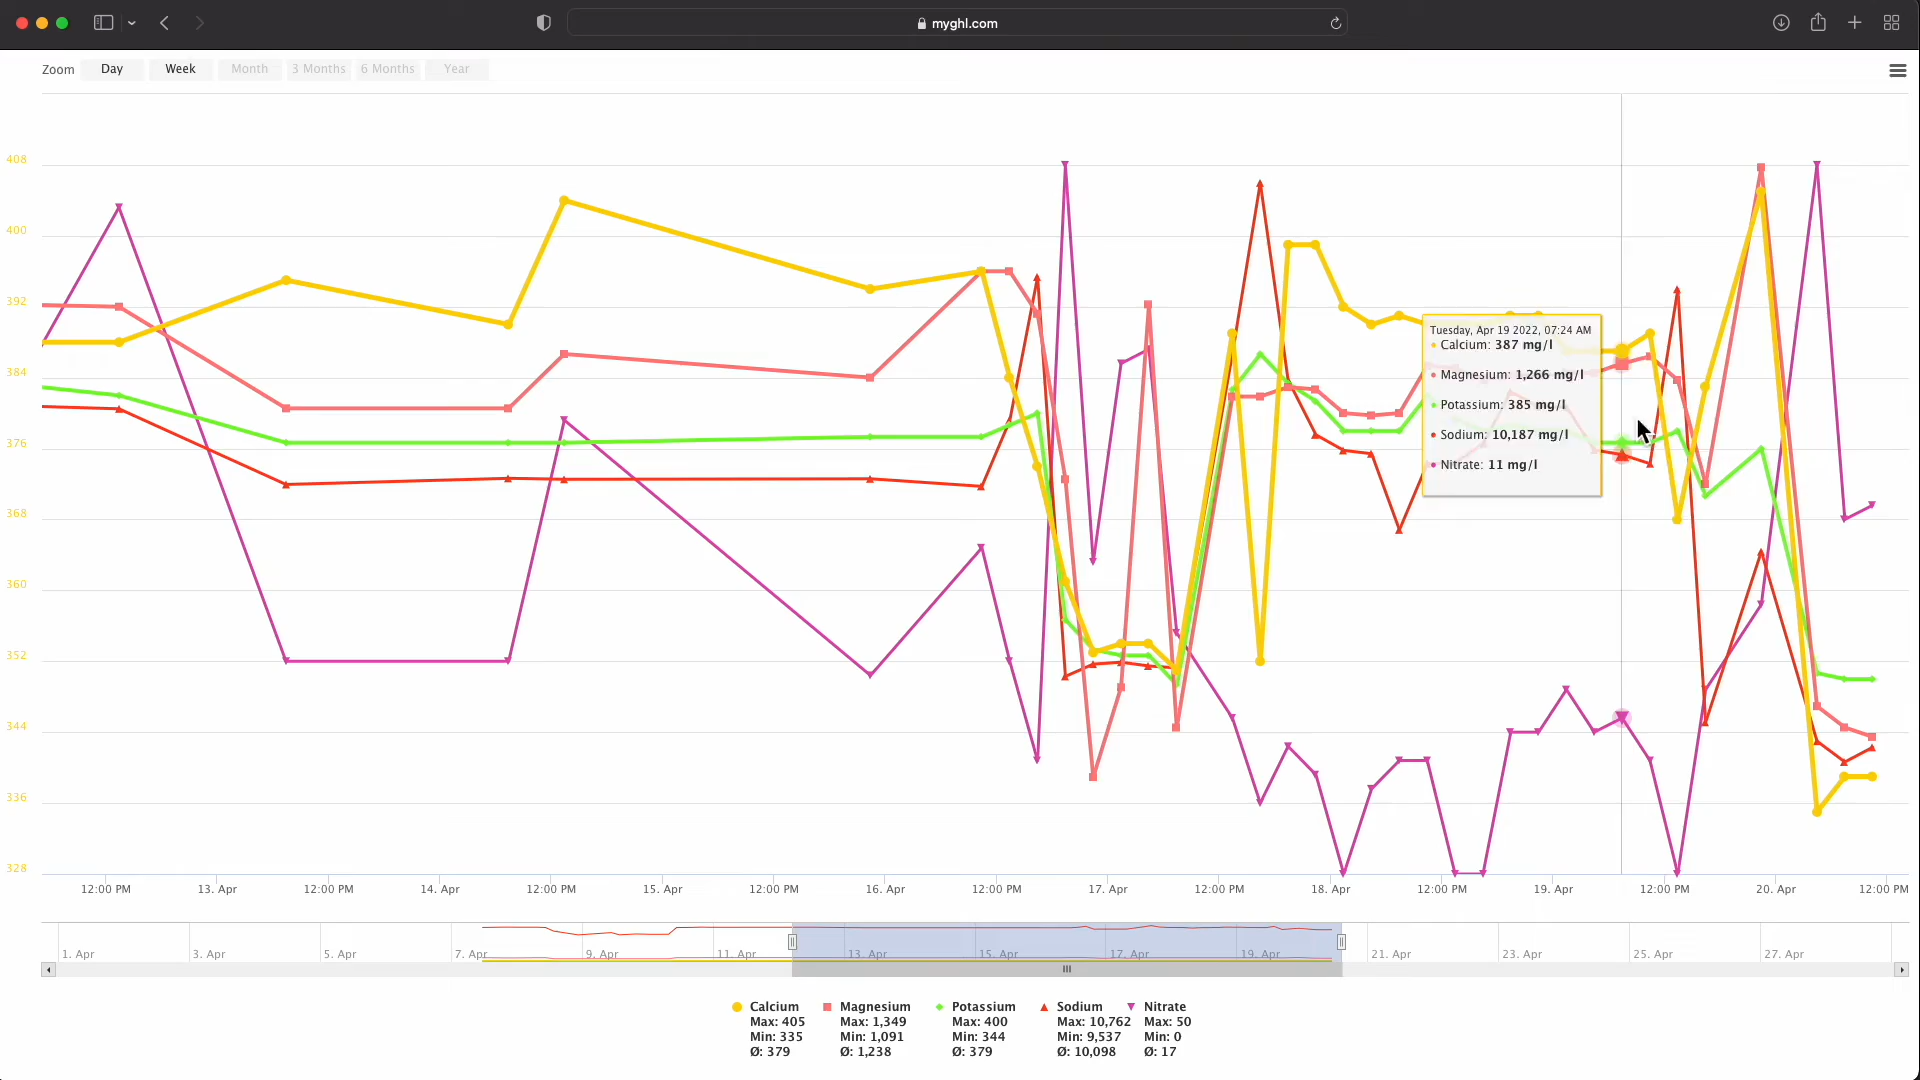 myghl.com
Zoom Day Week Month 3 Months 6 Months Year
408
400
392
384
376
368
360
352
344
336
328
Tuesday, Apr 19 2022, 07:24 AM
Calcium: 387 mg/l
Magnesium: 1,266 mg/l
Potassium: 385 mg/l
Sodium: 10,187 mg/l
Nitrate: 11 mg/l
12:00 PM 13. Apr 12:00 PM 14. Apr 12:00 PM 15. Apr 12:00 PM 16. Apr 12:00 PM 17. Apr 12:00 PM 18. Apr 12:00 PM 19. Apr 12:00 PM 20. Apr 12:00 PM
1. Apr 3. Apr 5. Apr 7. Apr 9. Apr 11. Apr 13. Apr 15. Apr 17. Apr 19. Apr 21. Apr 23. Apr 25. Apr 27. Apr
Calcium Magnesium Potassium Sodium Nitrate
Max: 405 Max: 1,349 Max: 400 Max: 10,762 Max: 50
Min: 335 Min: 1,091 Min: 344 Min: 9,537 Min: 0
Ø: 379 Ø: 1,238 Ø: 379 Ø: 10,098 Ø: 17